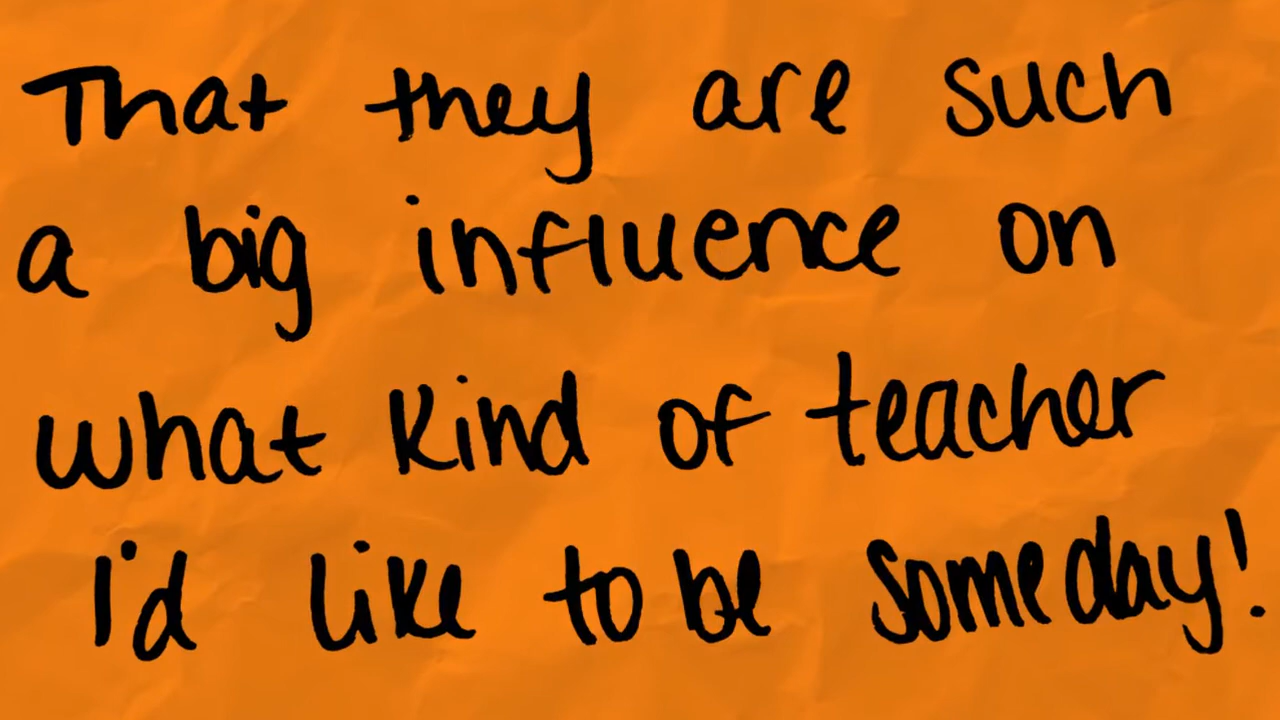 That they are such
a big influence on
what kind of teacher
I'd like to be someday!